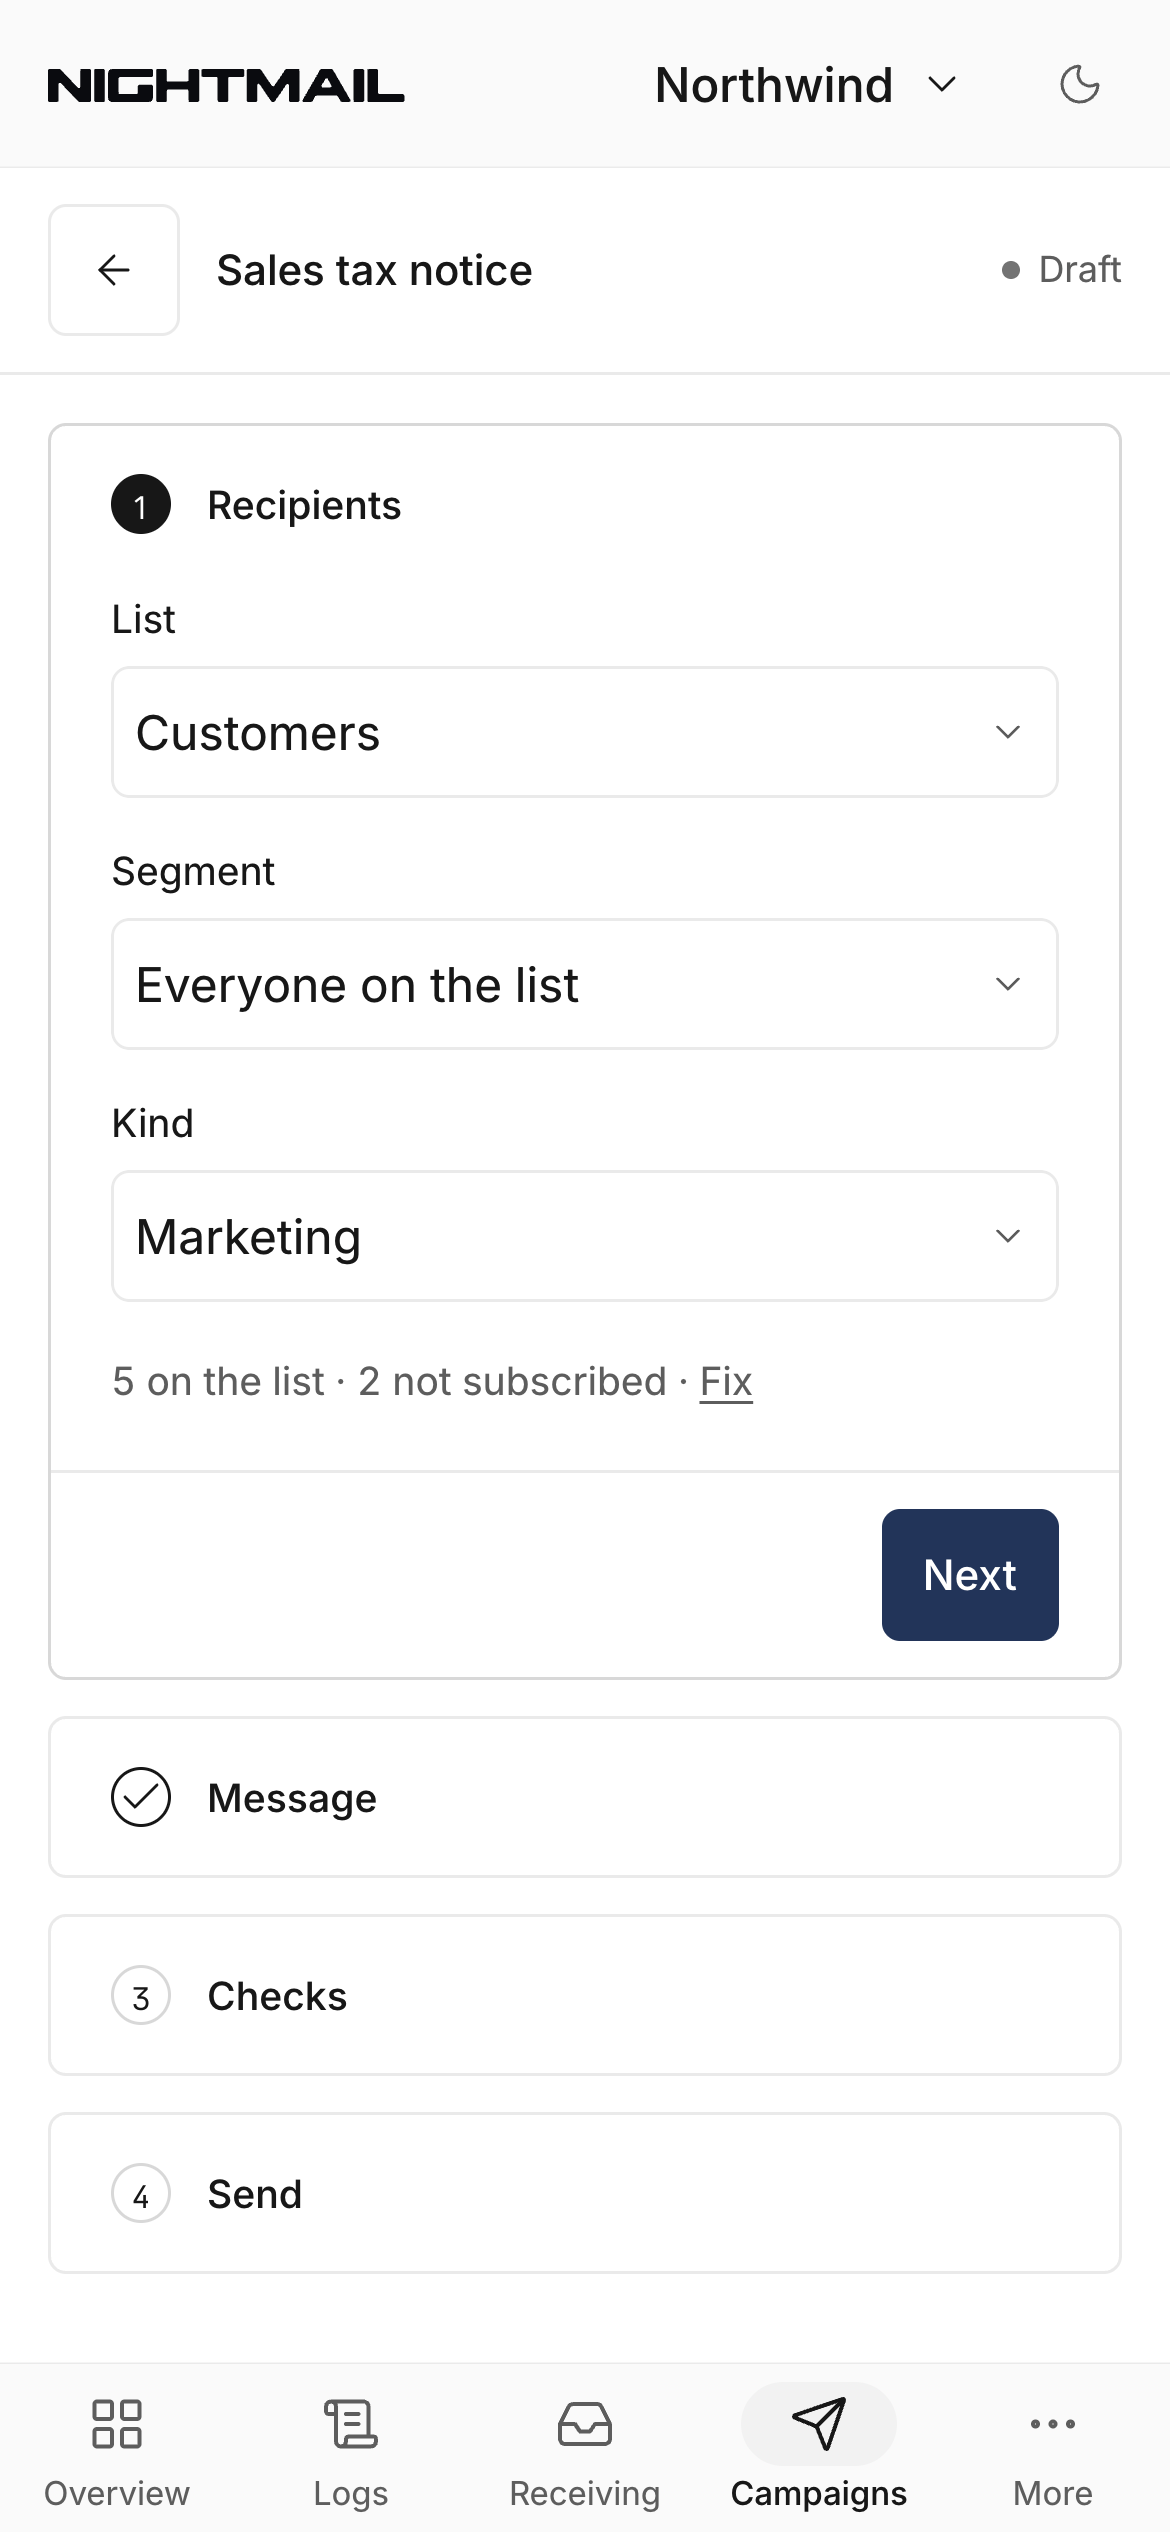 NIGHTMAIL
Northwind
Sales tax notice
Draft
1 Recipients
List
Customers
Segment
Everyone on the list
Kind
Marketing
5 on the list · 2 not subscribed · Fix
Next
Message
3 Checks
4 Send
Overview
Logs
Receiving
Campaigns
More